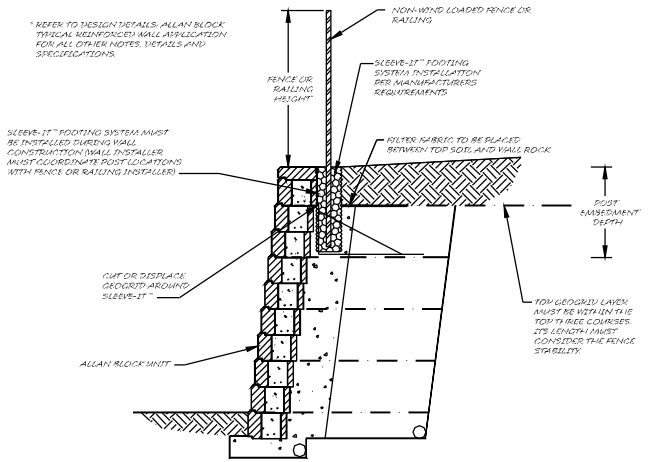 * REFER TO DESIGN DETAILS: ALLAN BLOCK
TYPICAL REINFORCED WALL APPLICATION
FOR ALL OTHER NOTES, DETAILS AND
SPECIFICATIONS.
NON-WIND LOADED FENCE OR
RAILING
FENCE OR
RAILING
HEIGHT
SLEEVE-IT™ FOOTING
SYSTEM INSTALLATION
PER MANUFACTURERS
REQUIREMENTS
SLEEVE-IT™ FOOTING SYSTEM MUST
BE INSTALLED DURING WALL
CONSTRUCTION (WALL INSTALLER
MUST COORDINATE POST LOCATIONS
WITH FENCE OR RAILING INSTALLER)
FILTER FABRIC TO BE PLACED
BETWEEN TOP SOIL AND WALL ROCK
POST
EMBEDMENT
DEPTH
CUT OR DISPLACE
GEOGRID AROUND
SLEEVE-IT™
TOP GEOGRID LAYER
MUST BE WITHIN THE
TOP THREE COURSES.
ITS LENGTH MUST
CONSIDER THE FENCE
STABILITY.
ALLAN BLOCK UNIT